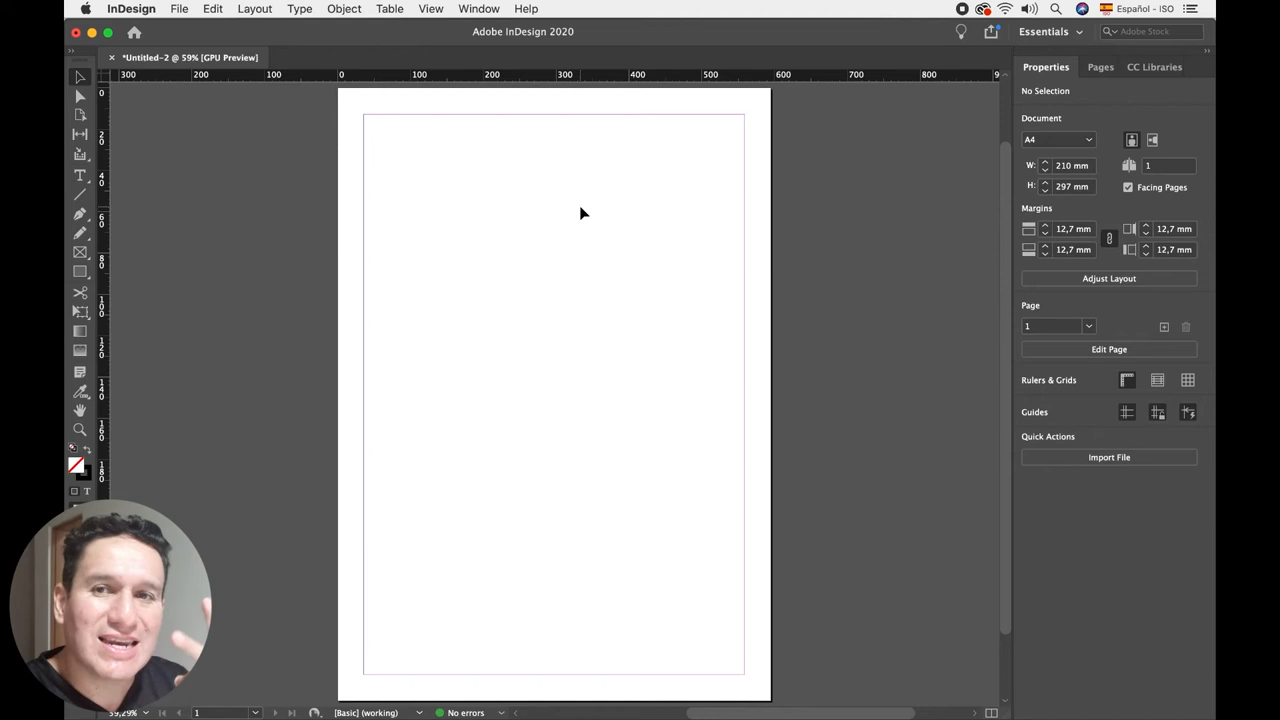 InDesign File Edit Layout Type Object Table View Window Help Español - ISO
Adobe InDesign 2020
Essentials
Adobe Stock
*Untitled-2 @ 59% [GPU Preview]
300 200 100 0 100 200 300 400 500 600 700 800 9
0
20
40
60
80
100
120
140
160
180
Properties Pages CC Libraries
No Selection
Document
A4
W: 210 mm 1
H: 297 mm Facing Pages
Margins
12,7 mm 12,7 mm
12,7 mm 12,7 mm
Adjust Layout
Page
1
Edit Page
Rulers & Grids
Guides
Quick Actions
Import File
59,29% 1 [Basic] (working) No errors